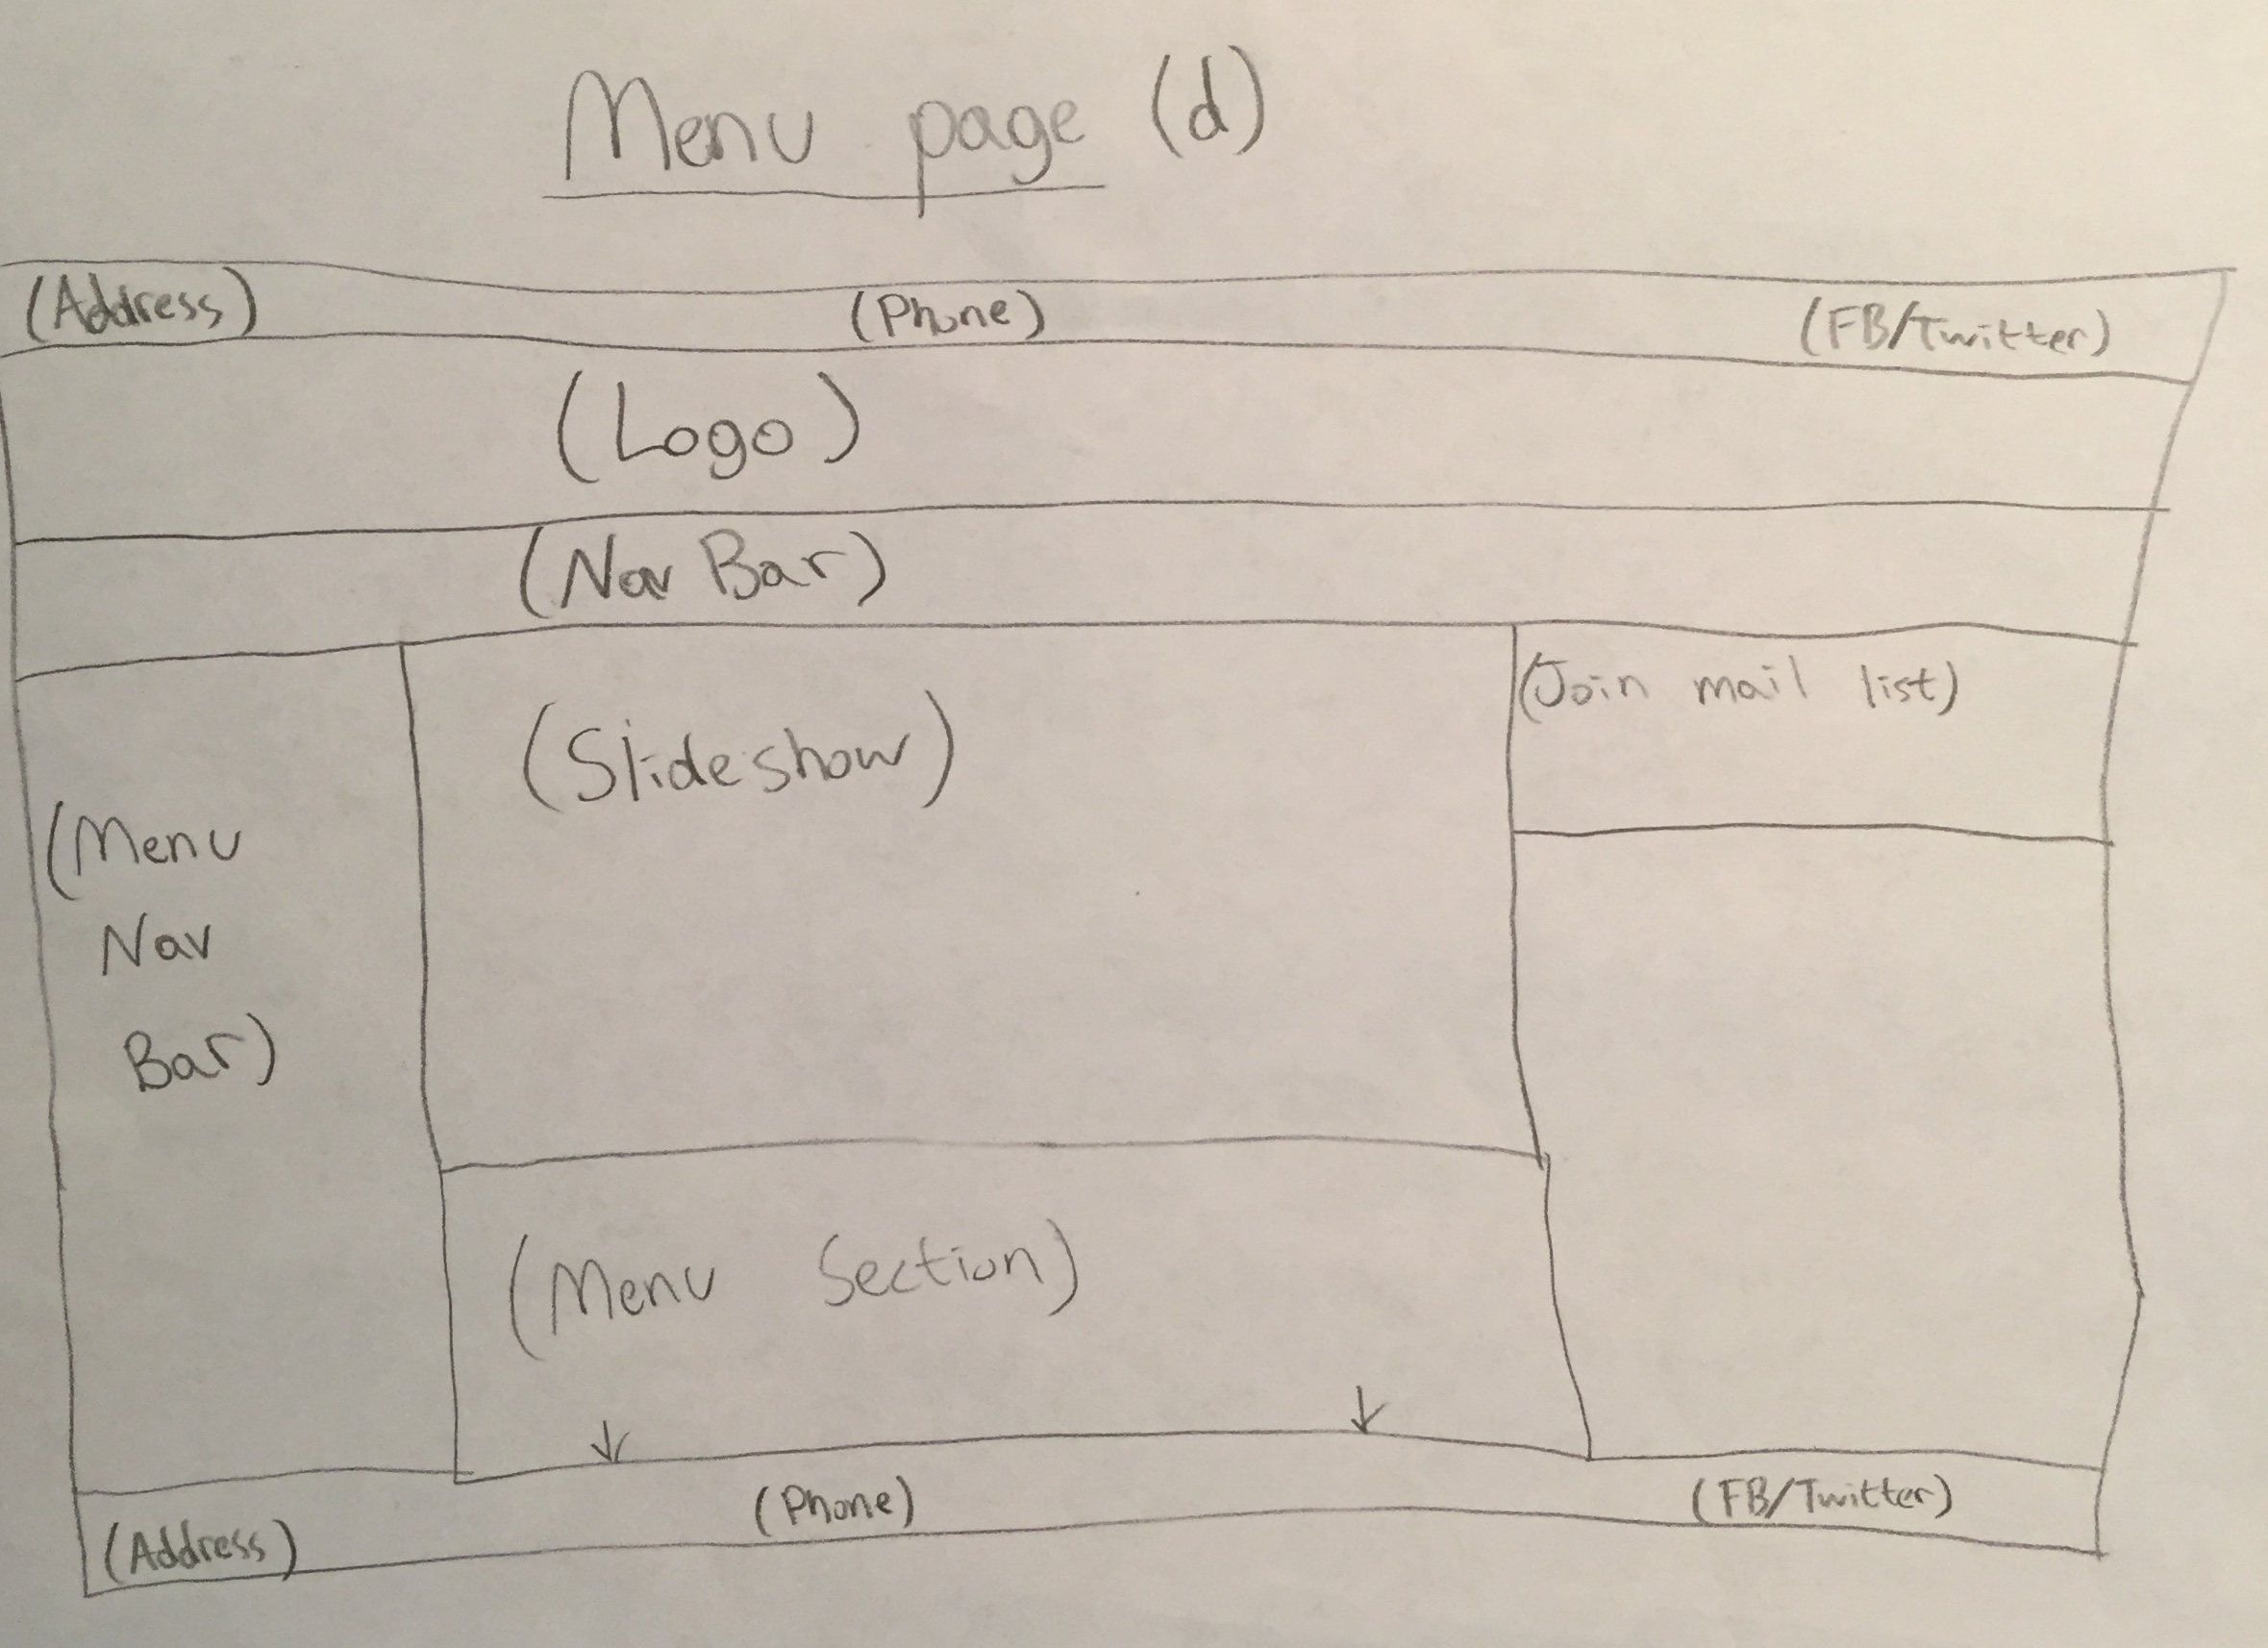 Menu page (d)
(Address) (Phone) (FB/Twitter)
(Logo)
(Nav Bar)
(Slideshow)
(Join mail list)
(Menu
Nav
Bar)
(Menu Section)
(Address) (Phone) (FB/Twitter)